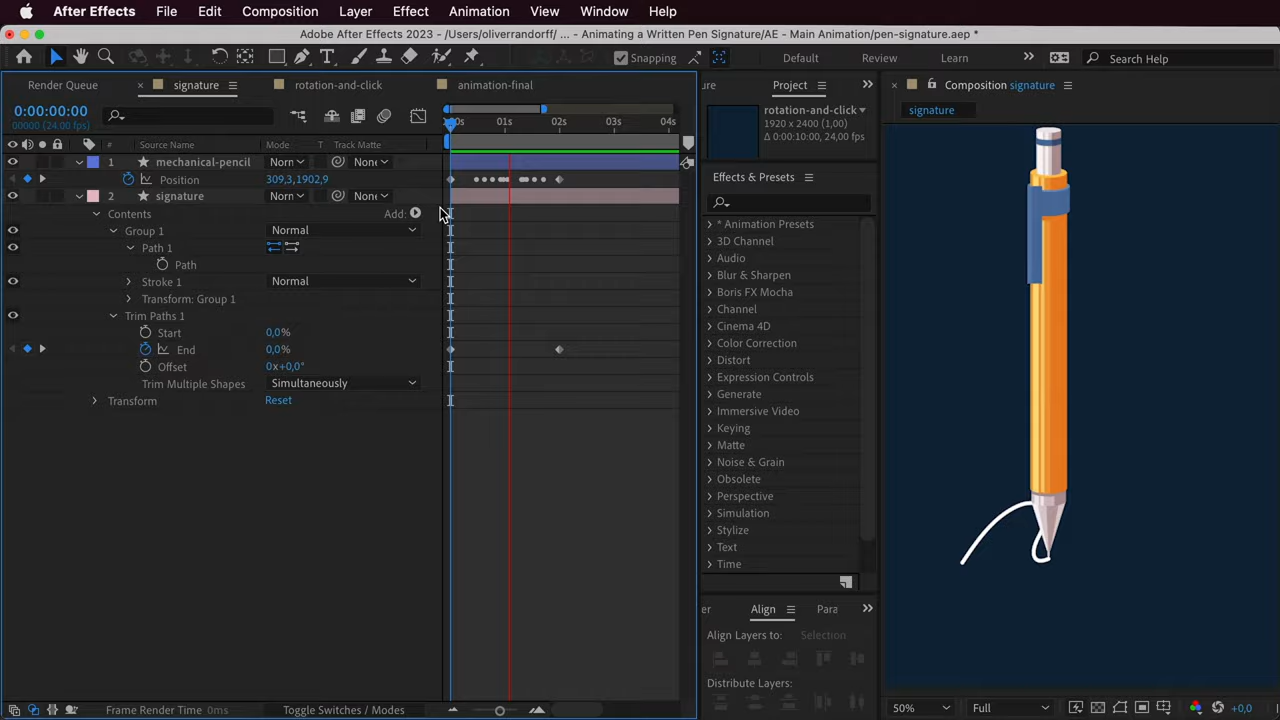 After Effects File Edit Composition Layer Effect Animation View Window Help
Adobe After Effects 2023 - /Users/oliverrandorff/ ... - Animating a Written Pen Signature/AE - Main Animation/pen-signature.aep *
Snapping Default Review Learn Search Help
Render Queue signature rotation-and-click animation-final
0:00:00:00
00000 (24.00 fps)
:00s 01s 02s 03s 04s
# Source Name Mode T Track Matte
1 mechanical-pencil Norn None
Position 309,3,1902,9
2 signature Norn None
Contents Add:
Group 1 Normal
Path 1
Path
Stroke 1 Normal
Transform: Group 1
Trim Paths 1
Start 0,0%
End 0,0%
Offset 0x+0,0°
Trim Multiple Shapes Simultaneously
Transform Reset
Frame Render Time 0ms Toggle Switches / Modes
ure Project
rotation-and-click
1920 x 2400 (1,00)
Δ 0:00:10:00, 24,00 fps
Effects & Presets
* Animation Presets
3D Channel
Audio
Blur & Sharpen
Boris FX Mocha
Channel
Cinema 4D
Color Correction
Distort
Expression Controls
Generate
Immersive Video
Keying
Matte
Noise & Grain
Obsolete
Perspective
Simulation
Stylize
Text
Time
er Align Para
Align Layers to: Selection
Distribute Layers:
Composition signature
signature
50% Full +0,0